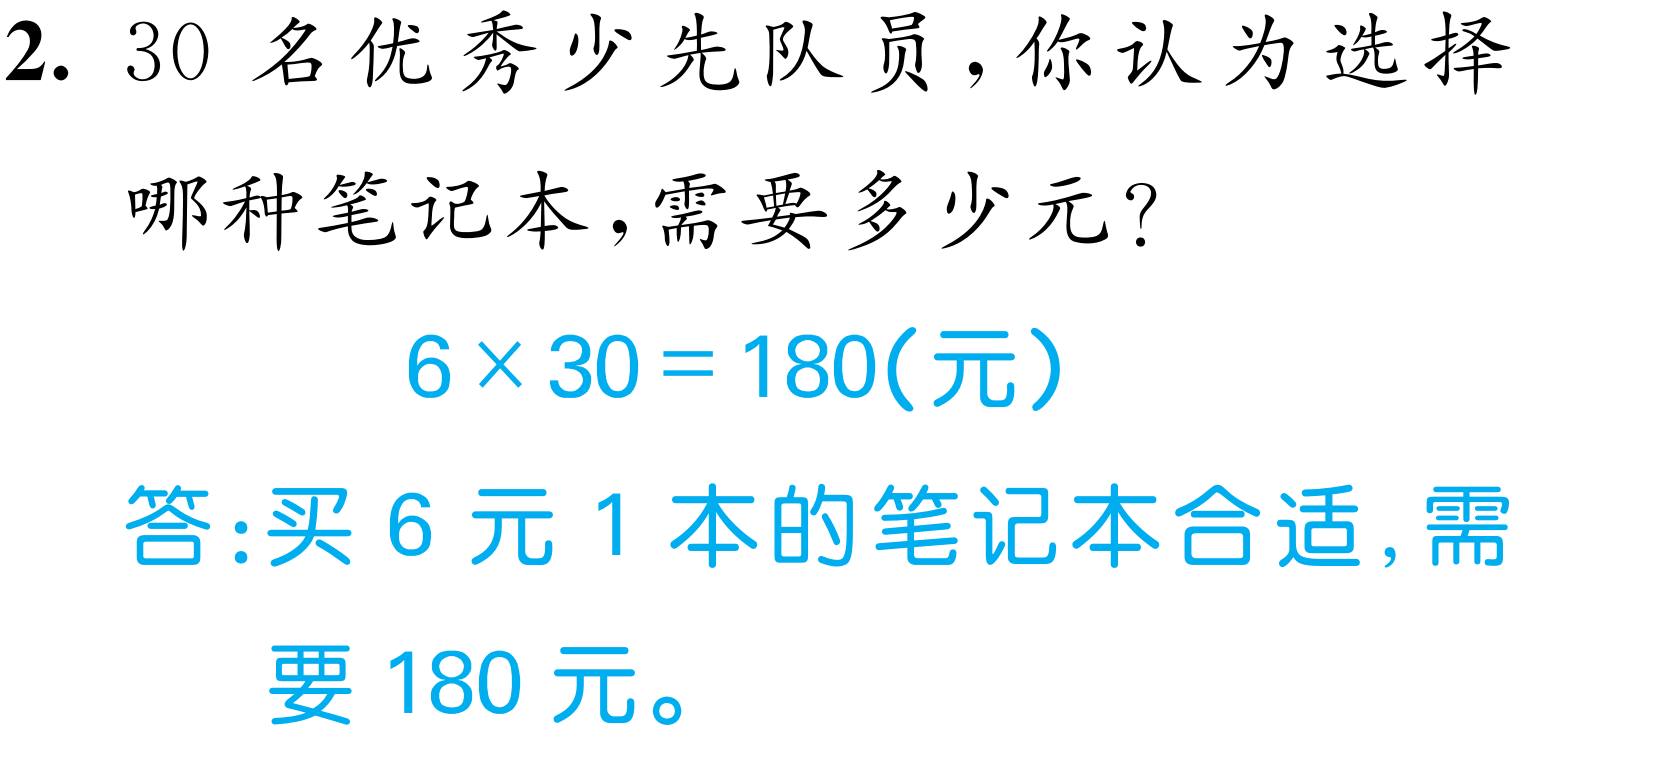 2. 30 名优秀少先队员,你认为选择
哪种笔记本,需要多少元?
6×30=180(元)
答:买 6 元 1 本的笔记本合适,需
要 180 元。